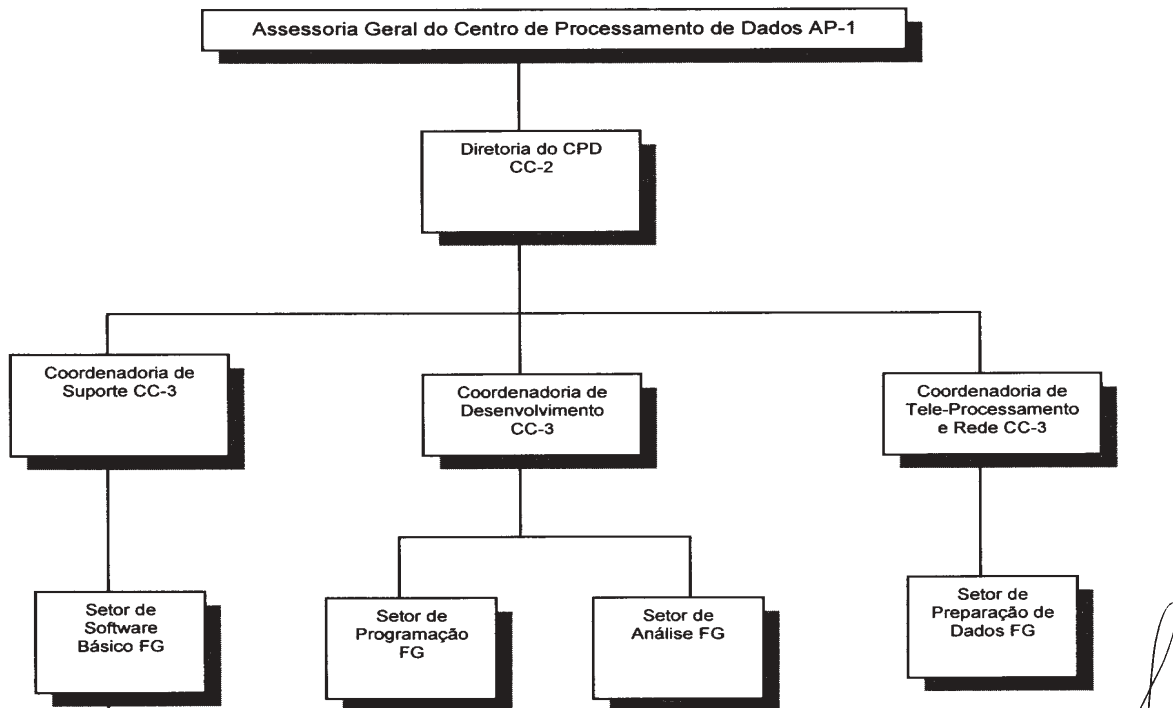 Assessoria Geral do Centro de Processamento de Dados AP-1
Diretoria do CPD
CC-2
Coordenadoria de
Suporte CC-3
Coordenadoria de
Desenvolvimento
CC-3
Coordenadoria de
Tele-Processamento
e Rede CC-3
Setor de
Software
Básico FG
Setor de
Programação
FG
Setor de
Análise FG
Setor de
Preparação de
Dados FG